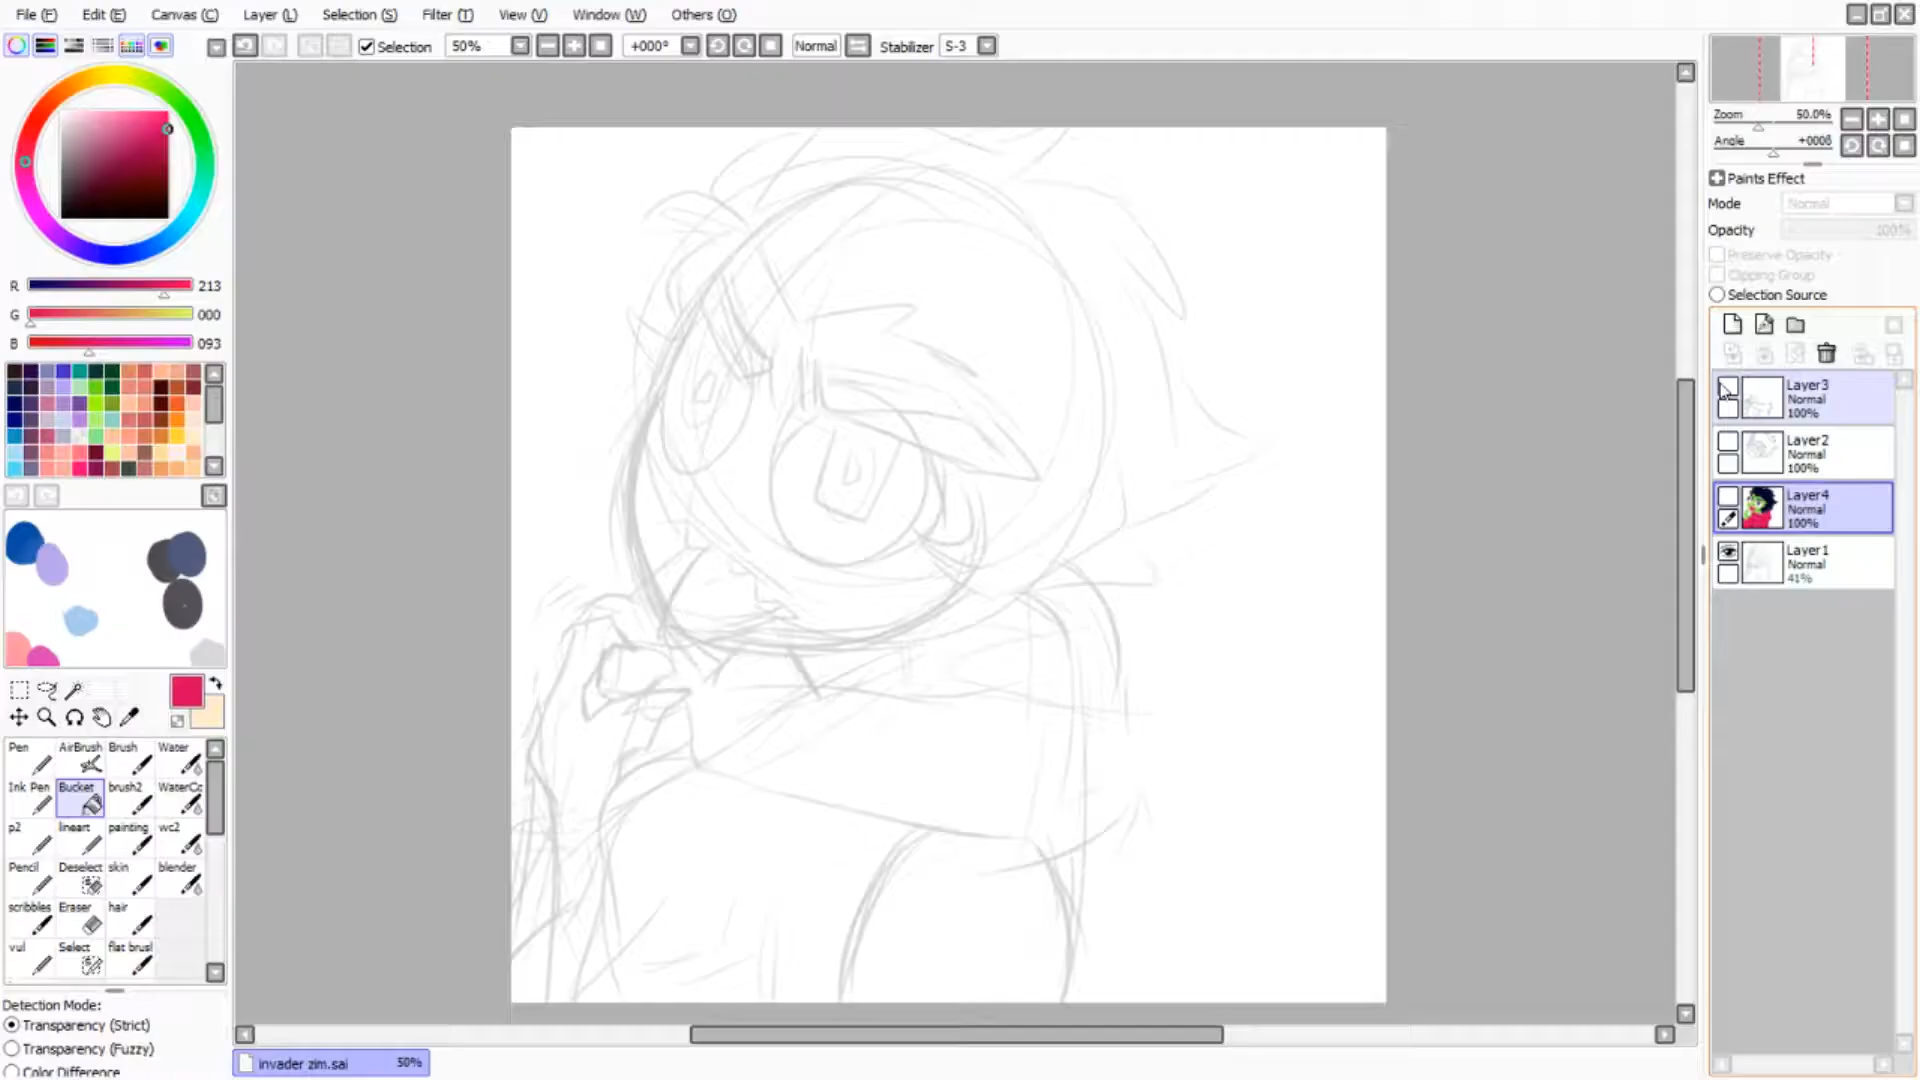 File (F) Edit (E) Canvas (C) Layer (L) Selection (S) Filter (T) View (V) Window (W) Others (O)
Selection 50% +000° Normal Stabilizer S-3
Zoom 50.0%
Angle
Paints Effect
Mode Normal
Opacity 100%
Preserve Opacity
Clipping Group
Selection Source
R 213
G 000
B 093
Layer3
Normal
100%
Layer2
Normal
100%
Layer4
Normal
100%
Layer1
Normal
41%
Pen AirBrush Brush Water
Ink Pen Bucket brush2 WaterCo
p2 lineart painting wc2
Pencil Deselect skin blender
scribbles Eraser hair
vul Select flat brusl
Detection Mode:
Transparency (Strict)
Transparency (Fuzzy)
Color Difference
invader zim.sai 50%